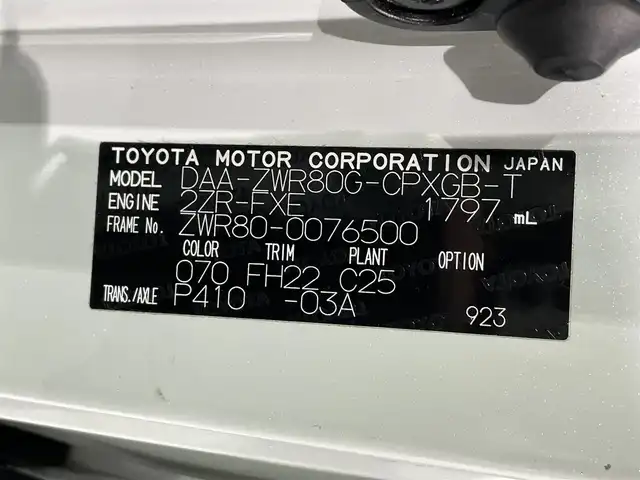 TOYOTA MOTOR CORPORATION JAPAN
MODEL DAA-ZWR80G-CPXGB-T
ENGINE 2ZR-FXE 1797 mL
FRAME No. ZWR80-0076500
COLOR TRIM PLANT OPTION
070 FH22 C25
TRANS./AXLE P410 -03A
923